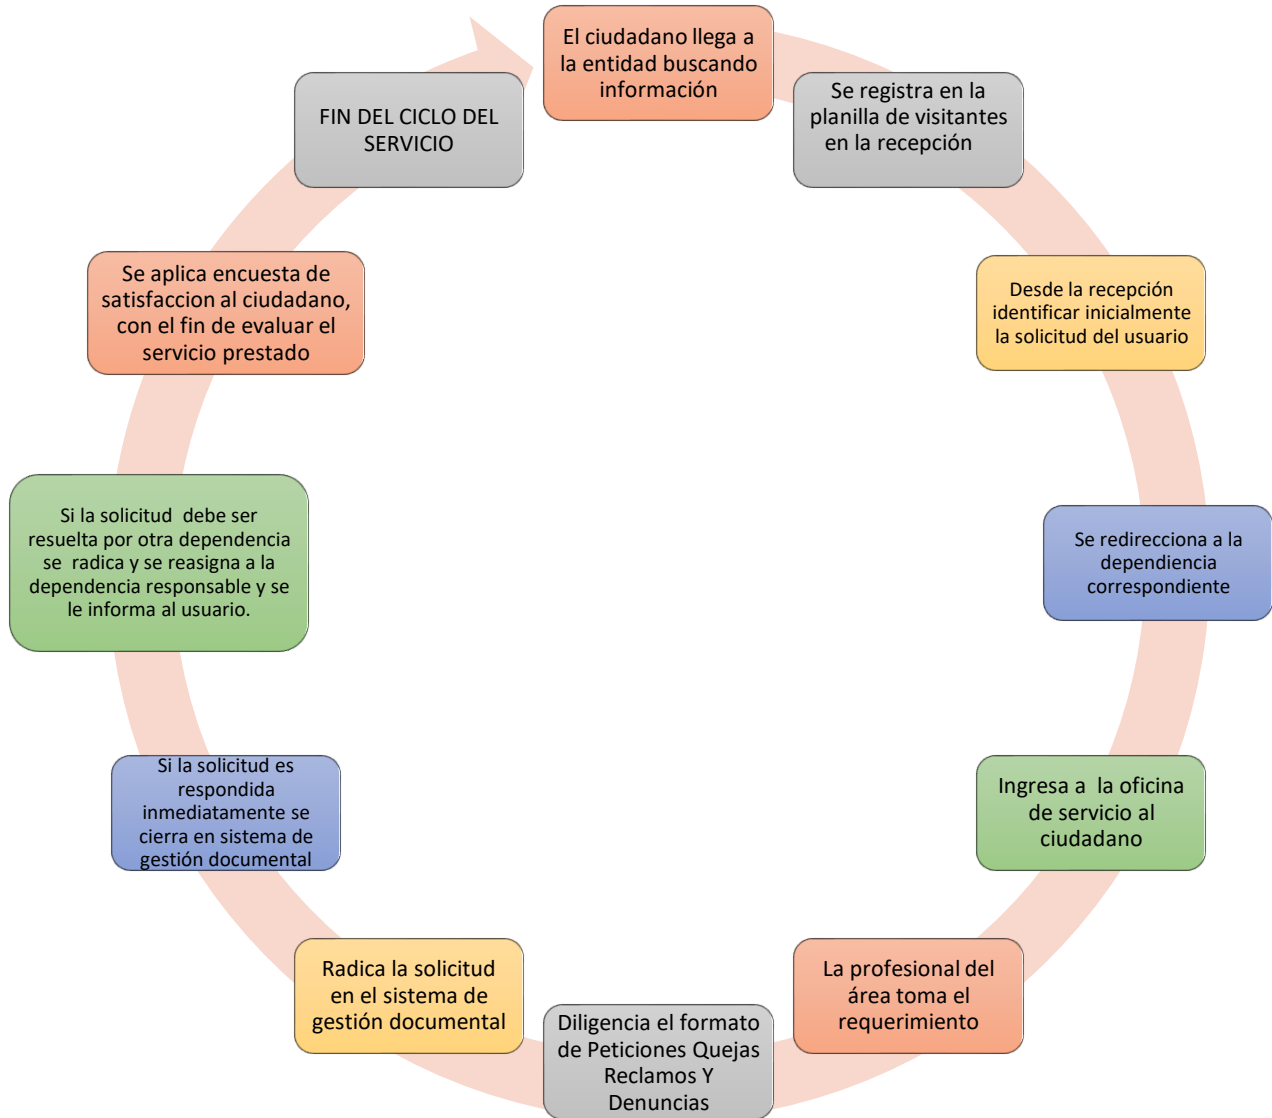 El ciudadano llega a
la entidad buscando
información
Se registra en la
planilla de visitantes
en la recepción
Desde la recepción
identificar inicialmente
la solicitud del usuario
Se redirecciona a la
dependiencia
correspondiente
Ingresa a la oficina
de servicio al
ciudadano
La profesional del
área toma el
requerimiento
Diligencia el formato
de Peticiones Quejas
Reclamos Y
Denuncias
Radica la solicitud
en el sistema de
gestión documental
Si la solicitud es
respondida
inmediatamente se
cierra en sistema de
gestión documental
Si la solicitud debe ser
resuelta por otra dependencia
se radica y se reasigna a la
dependencia responsable y se
le informa al usuario.
Se aplica encuesta de
satisfaccion al ciudadano,
con el fin de evaluar el
servicio prestado
FIN DEL CICLO DEL
SERVICIO